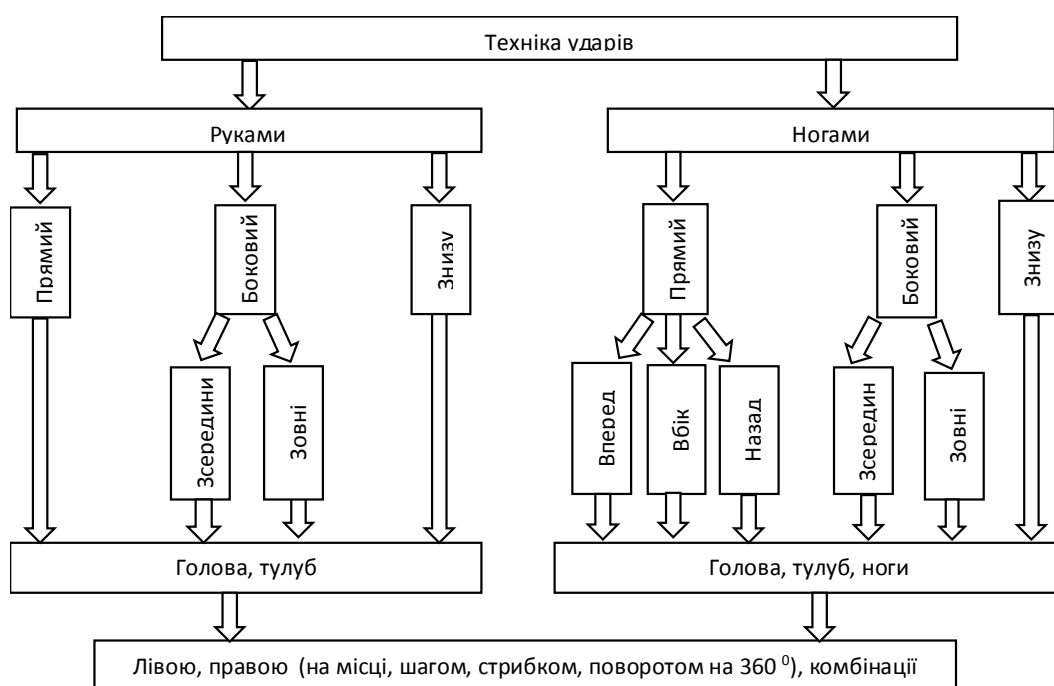 Техніка ударів
Руками
Ногами
Прямий
Боковий
Знизу
Прямий
Боковий
Знизу
Зсередини
Зовні
Вперед
Вбік
Назад
Зсередин
Зовні
Голова, тулуб
Голова, тулуб, ноги
Лівою, правою (на місці, шагом, стрибком, поворотом на 360 ⁰), комбінації